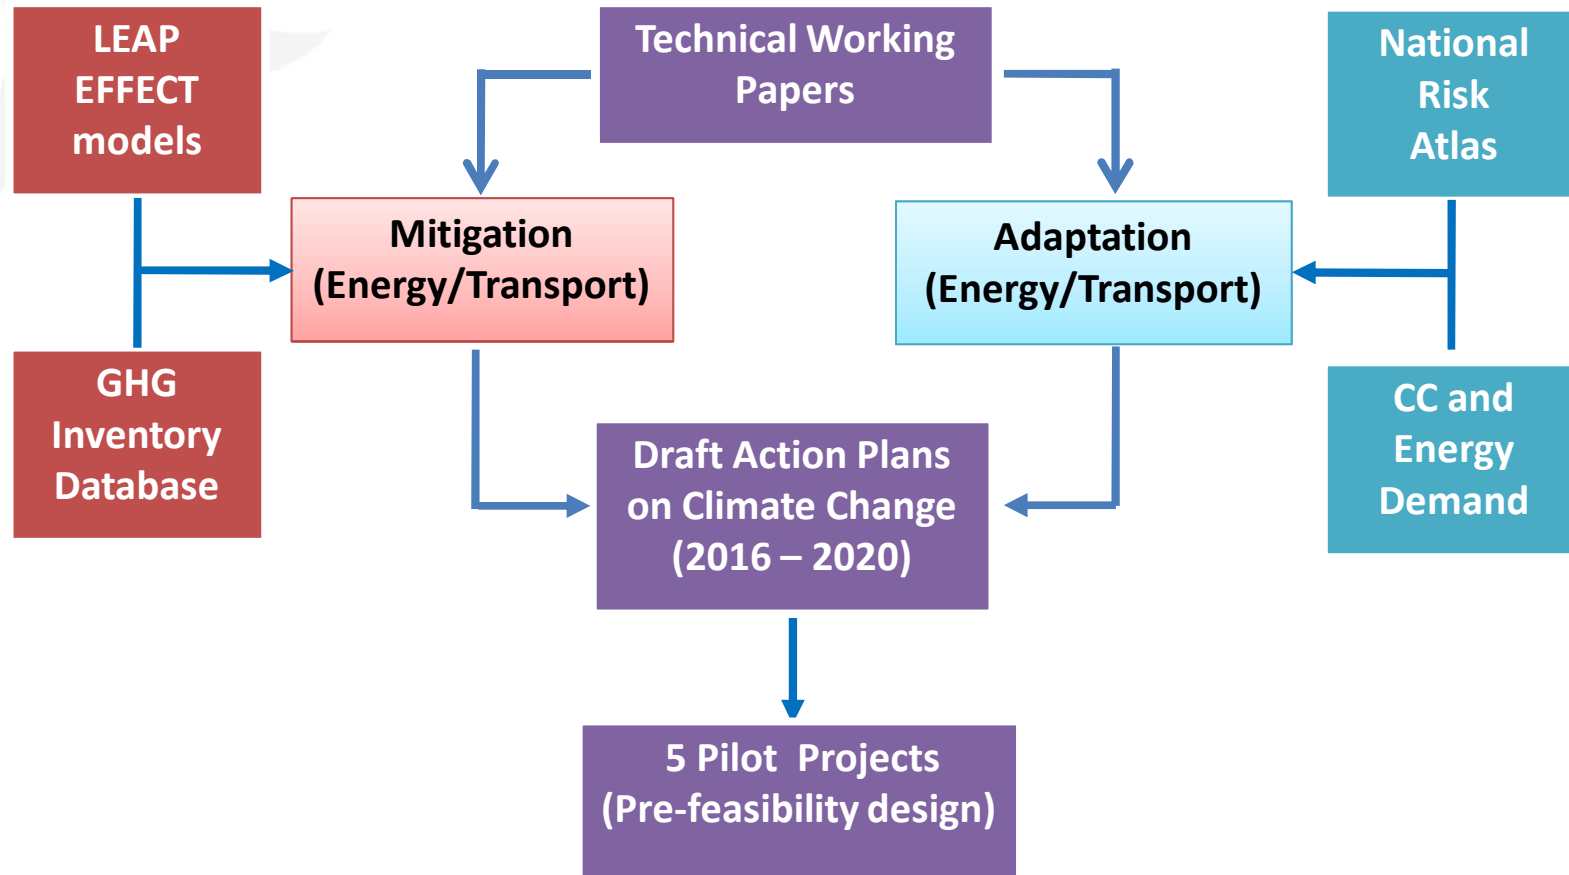 LEAP
EFFECT
models
Technical Working
Papers
National
Risk
Atlas
Mitigation
(Energy/Transport)
Adaptation
(Energy/Transport)
GHG
Inventory
Database
Draft Action Plans
on Climate Change
(2016 – 2020)
CC and
Energy
Demand
5 Pilot  Projects
(Pre-feasibility design)